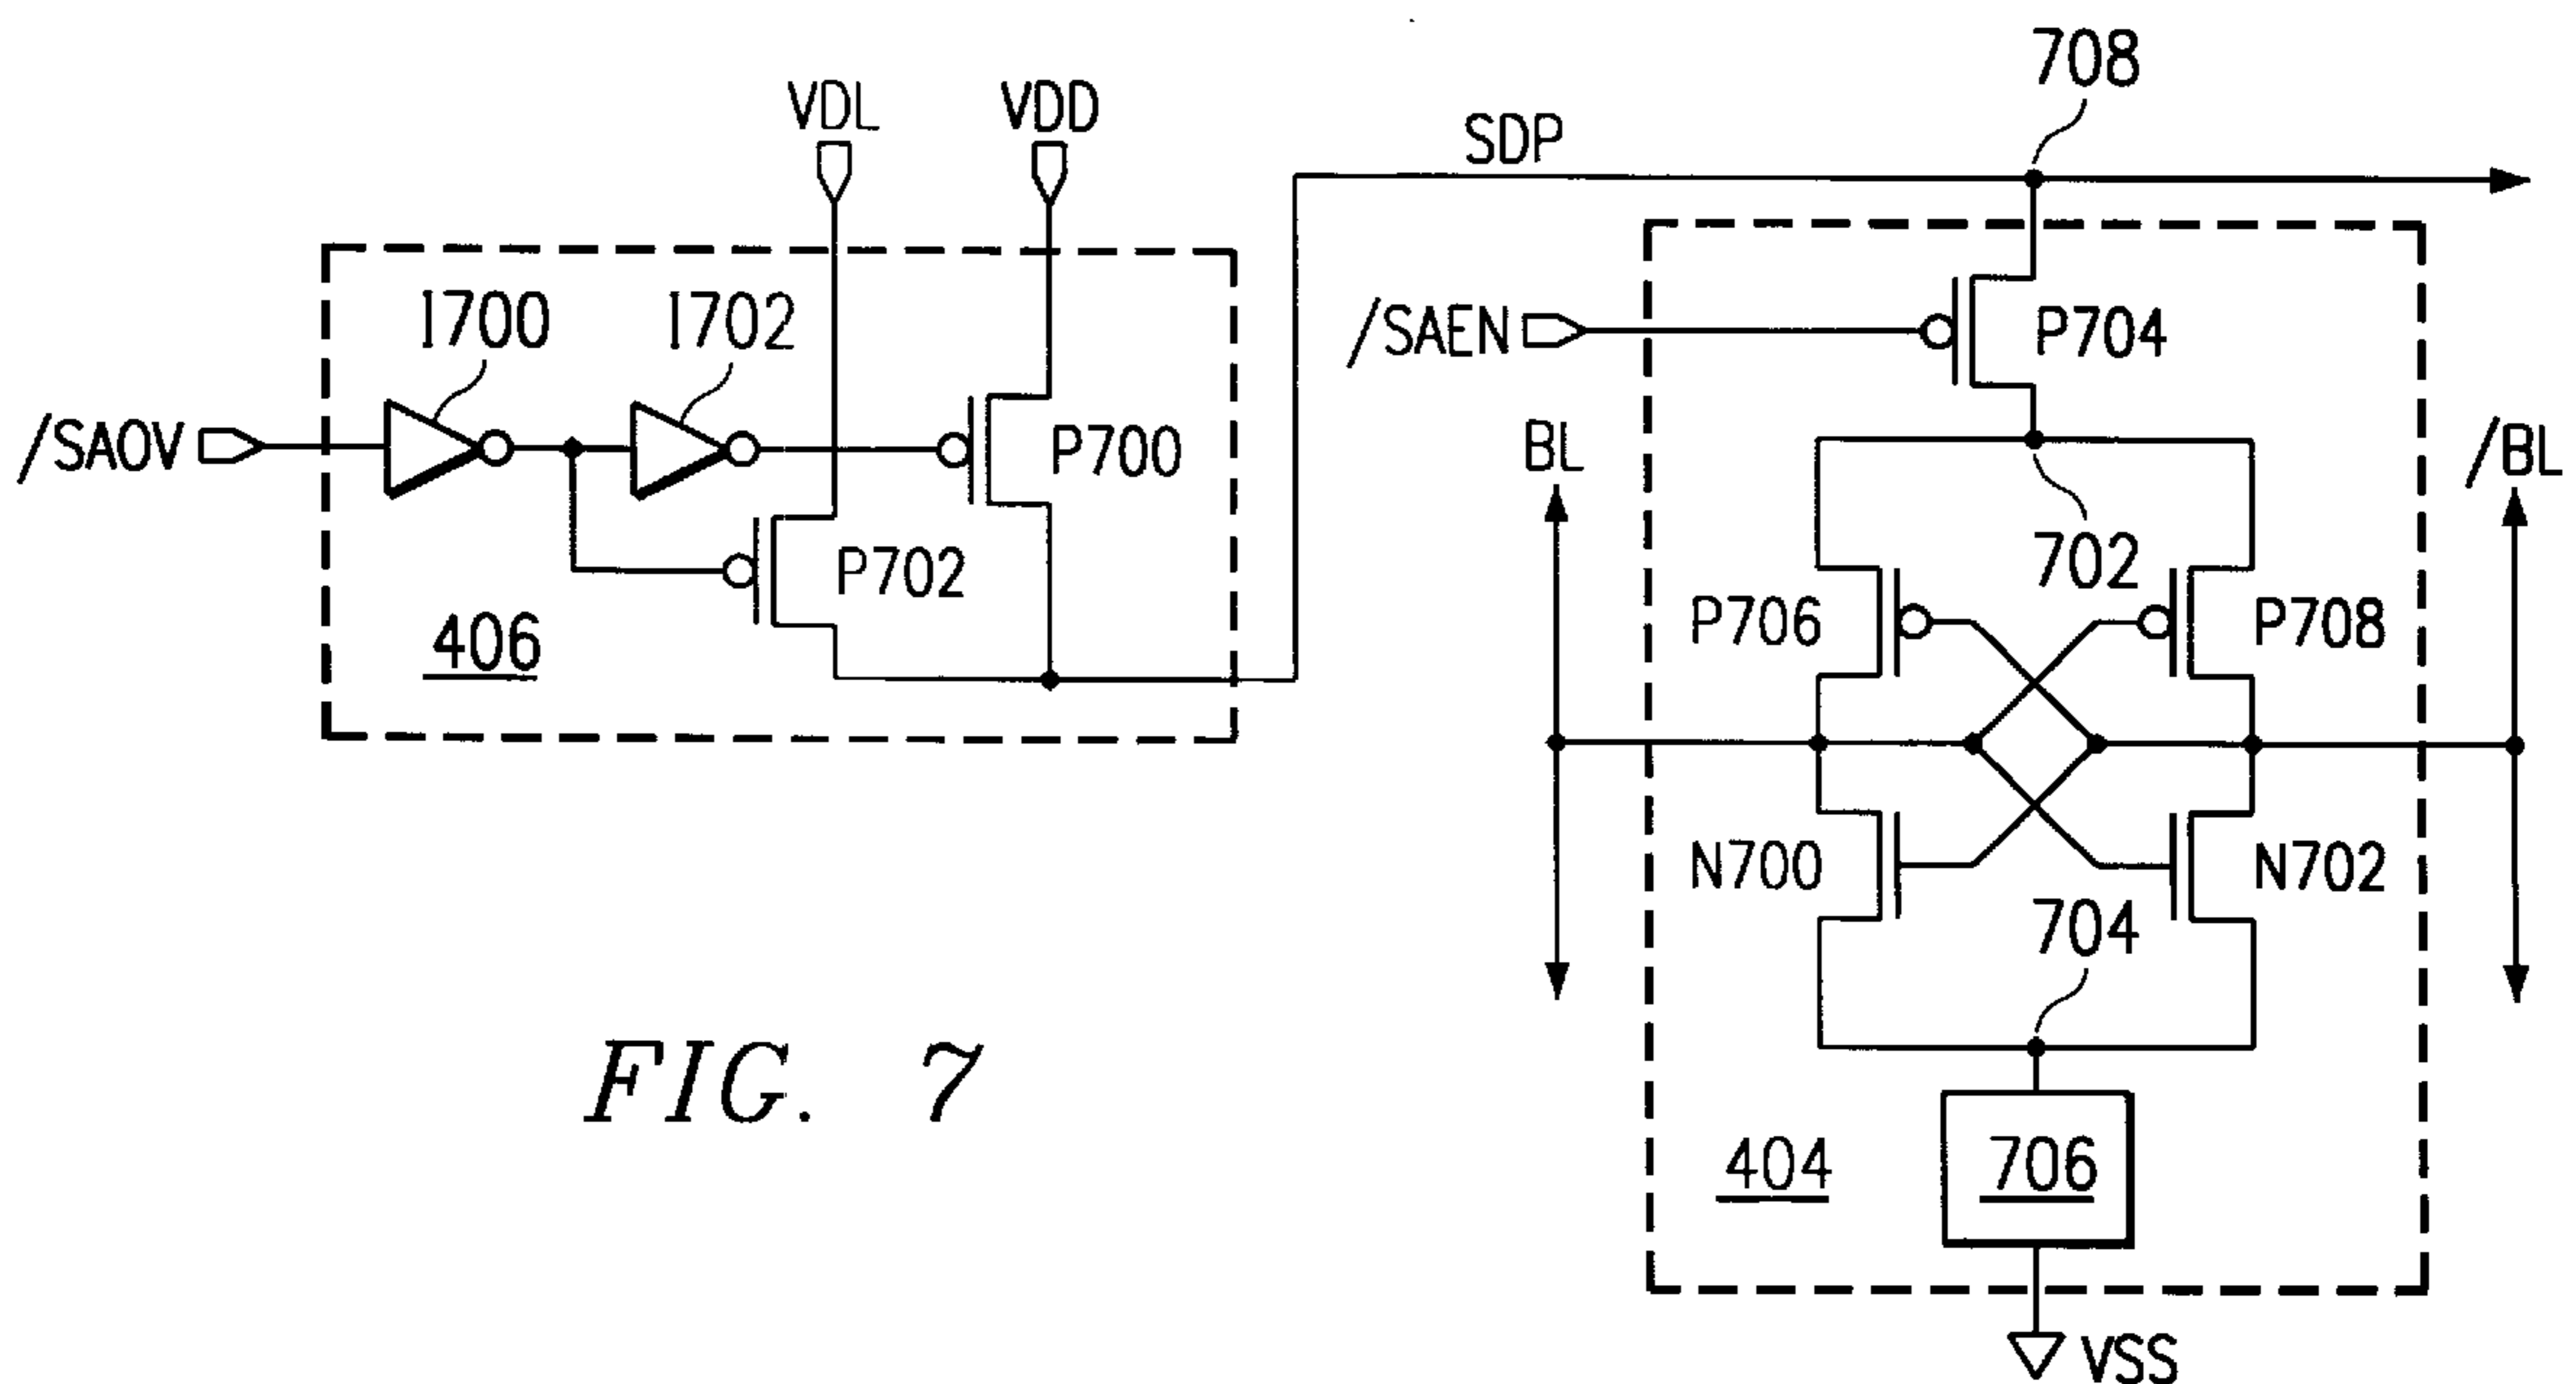 708
VDL
VDD
SDP
I700
I702
/SAEN
P704
/SAOV
P700
BL
/BL
P702
702
406
P706
P708
N700
N702
704
FIG. 7
404
706
VSS